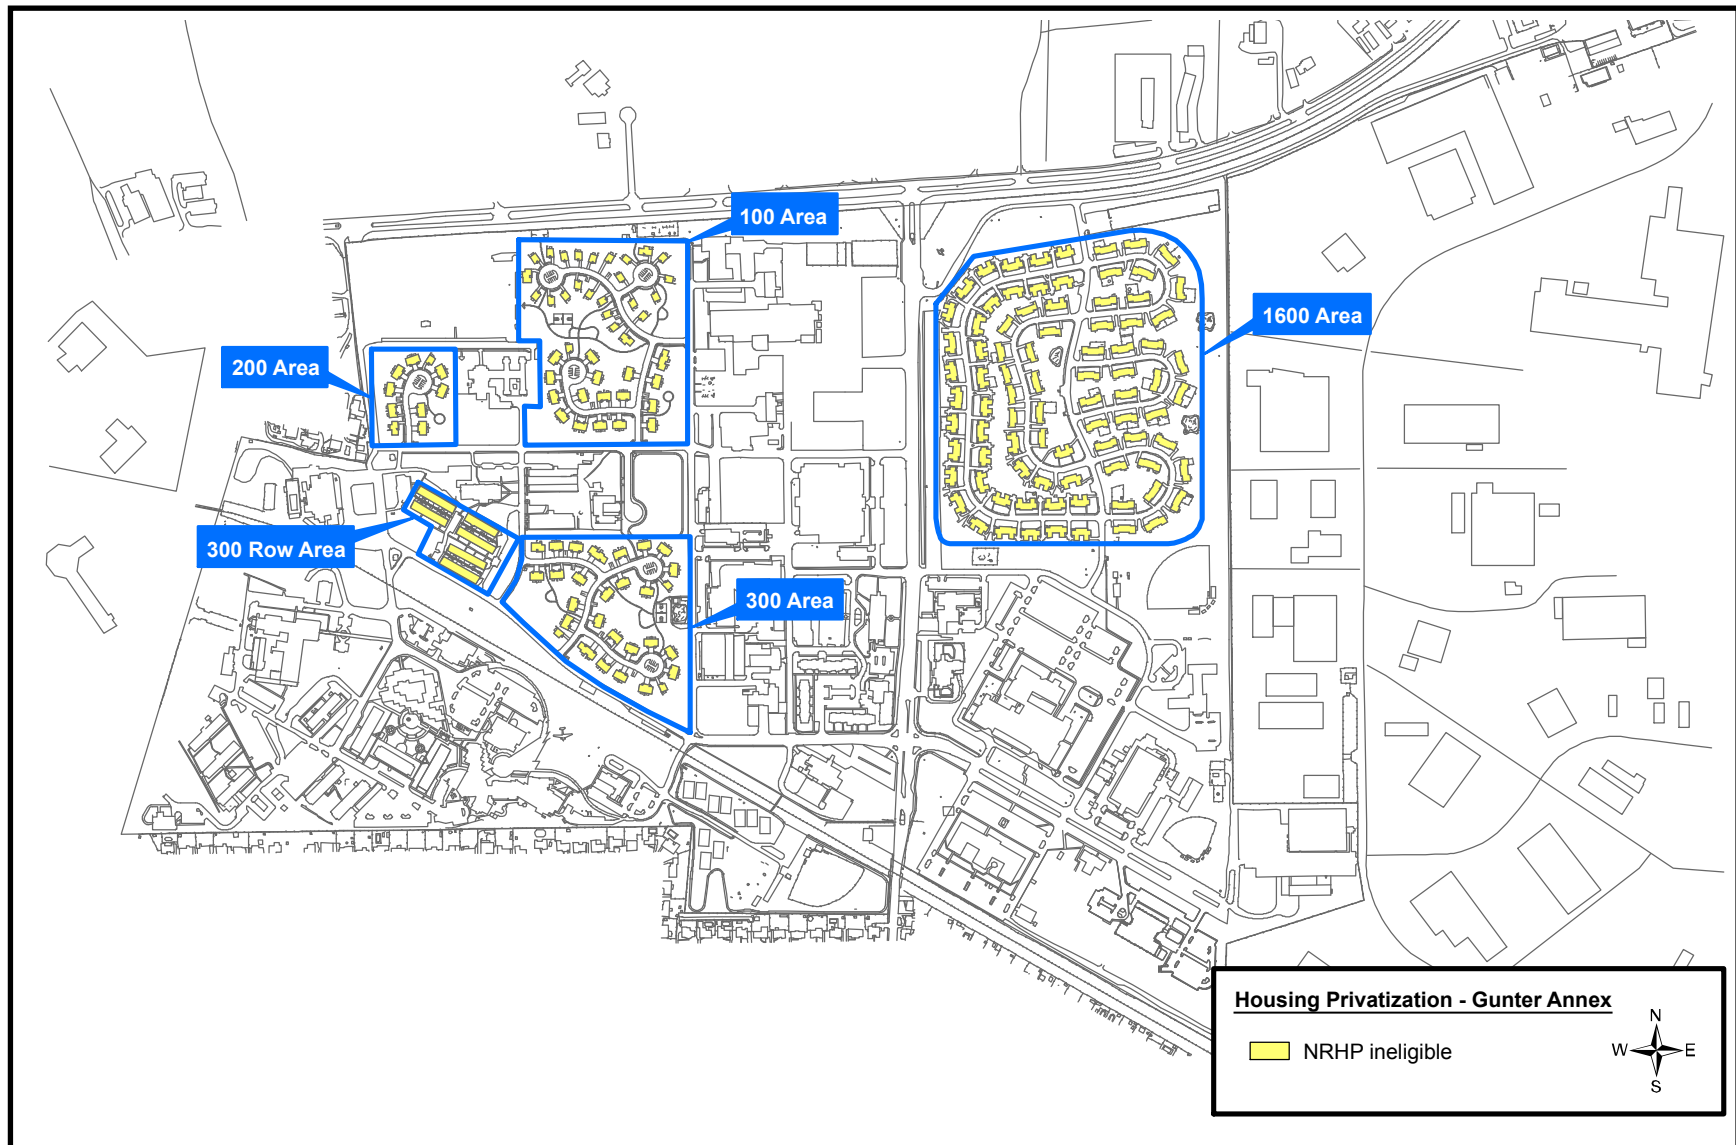 100 Area
1600 Area
200 Area
300 Row Area
300 Area
Housing Privatization - Gunter Annex
NRHP ineligible
N
W E
S